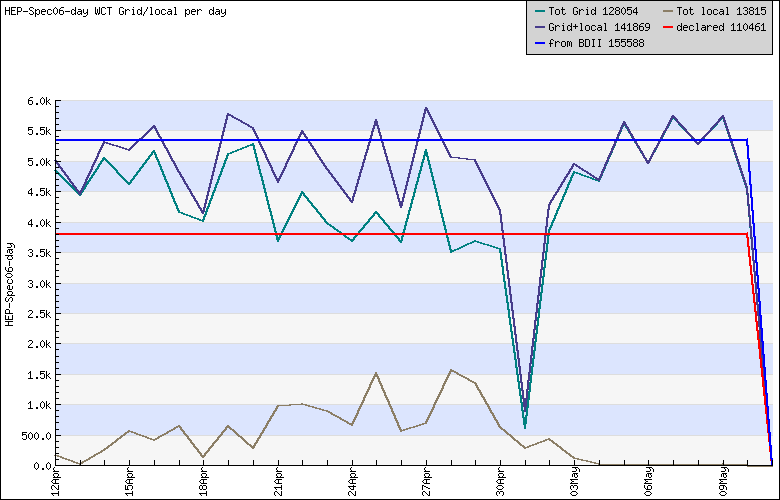 HEP-Spec06-day WCT Grid/local per day
Tot Grid 128054
Tot local 13815
Grid+local 141869
declared 110461
from BDII 155588
6.0k
5.5k
5.0k
4.5k
4.0k
3.5k
3.0k
2.5k
2.0k
1.5k
1.0k
500.0
0.0
HEP-Spec06-day
12Apr
15Apr
18Apr
21Apr
24Apr
27Apr
30Apr
03May
06May
09May